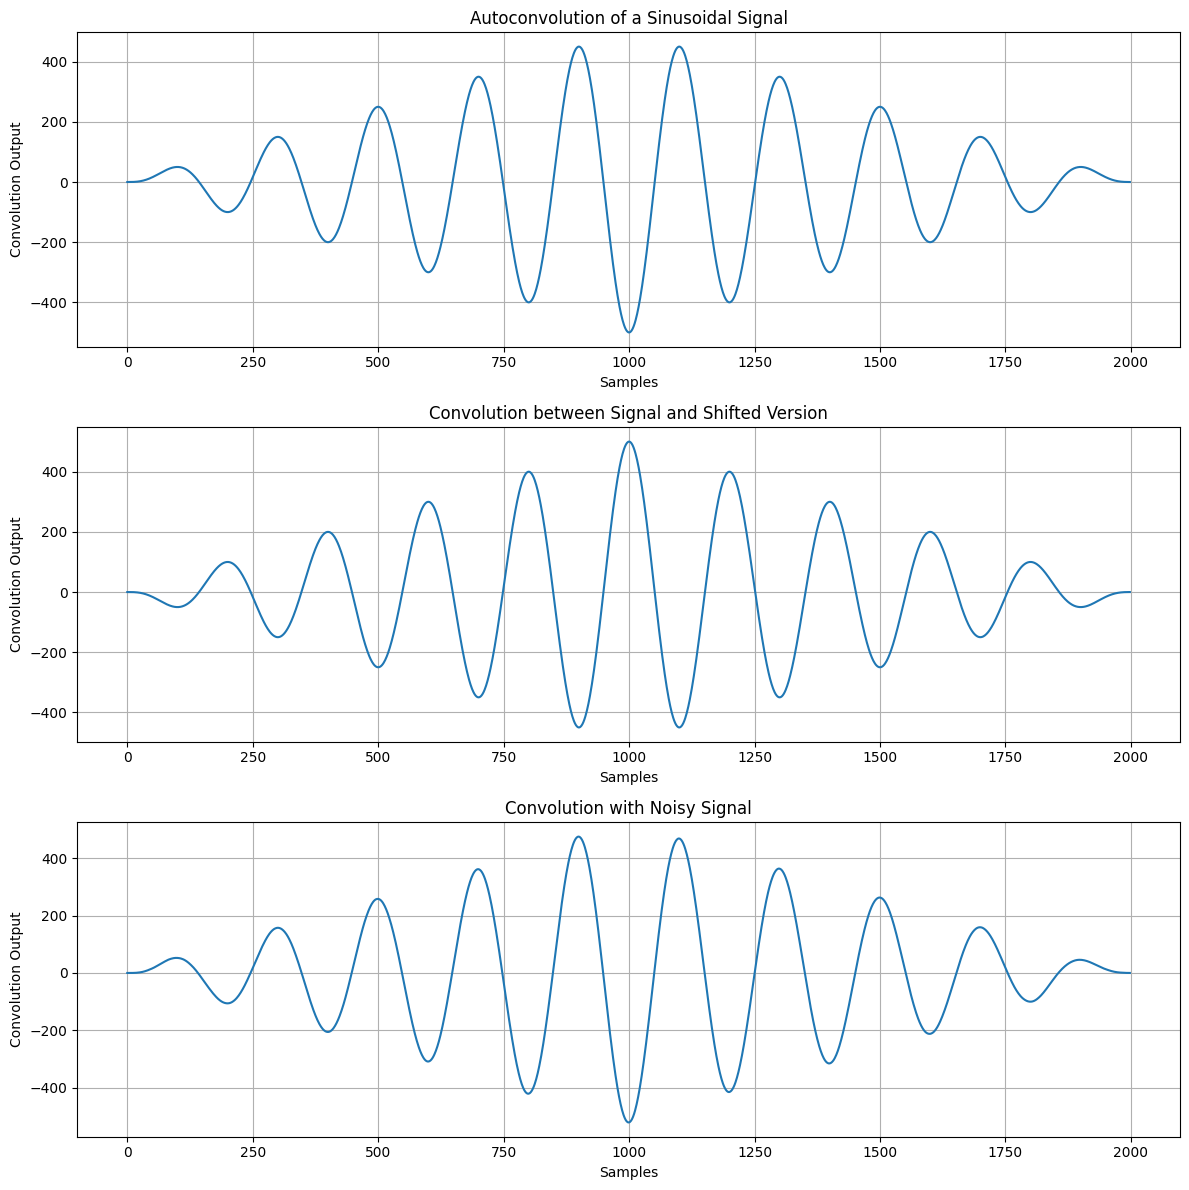 Autoconvolution of a Sinusoidal Signal
Convolution Output
400
200
0
−200
−400
0 250 500 750 1000 1250 1500 1750 2000
Samples
Convolution between Signal and Shifted Version
Convolution Output
400
200
0
−200
−400
0 250 500 750 1000 1250 1500 1750 2000
Samples
Convolution with Noisy Signal
Convolution Output
400
200
0
−200
−400
0 250 500 750 1000 1250 1500 1750 2000
Samples